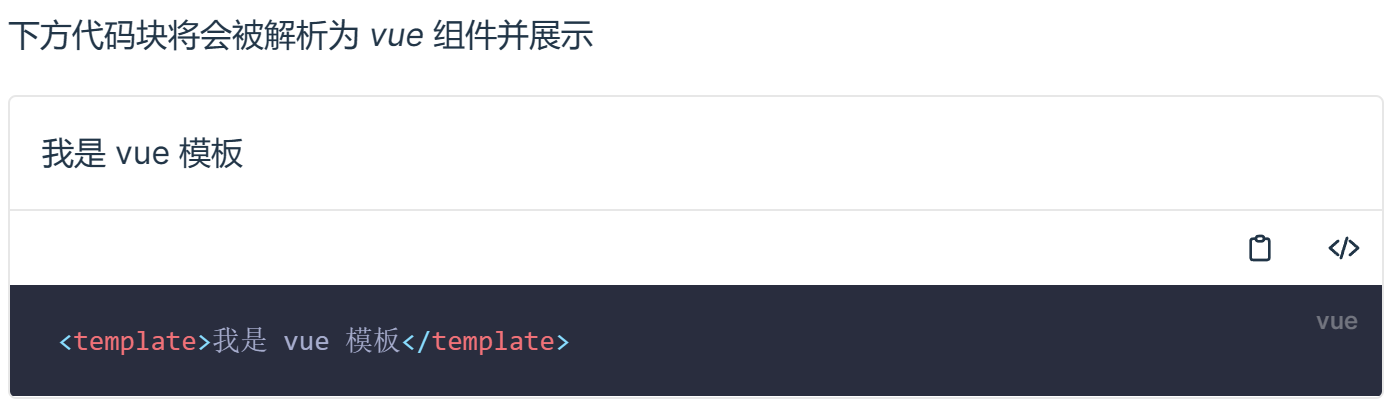 下方代码块将会被解析为 vue 组件并展示
我是 vue 模板
vue
<template>我是 vue 模板</template>